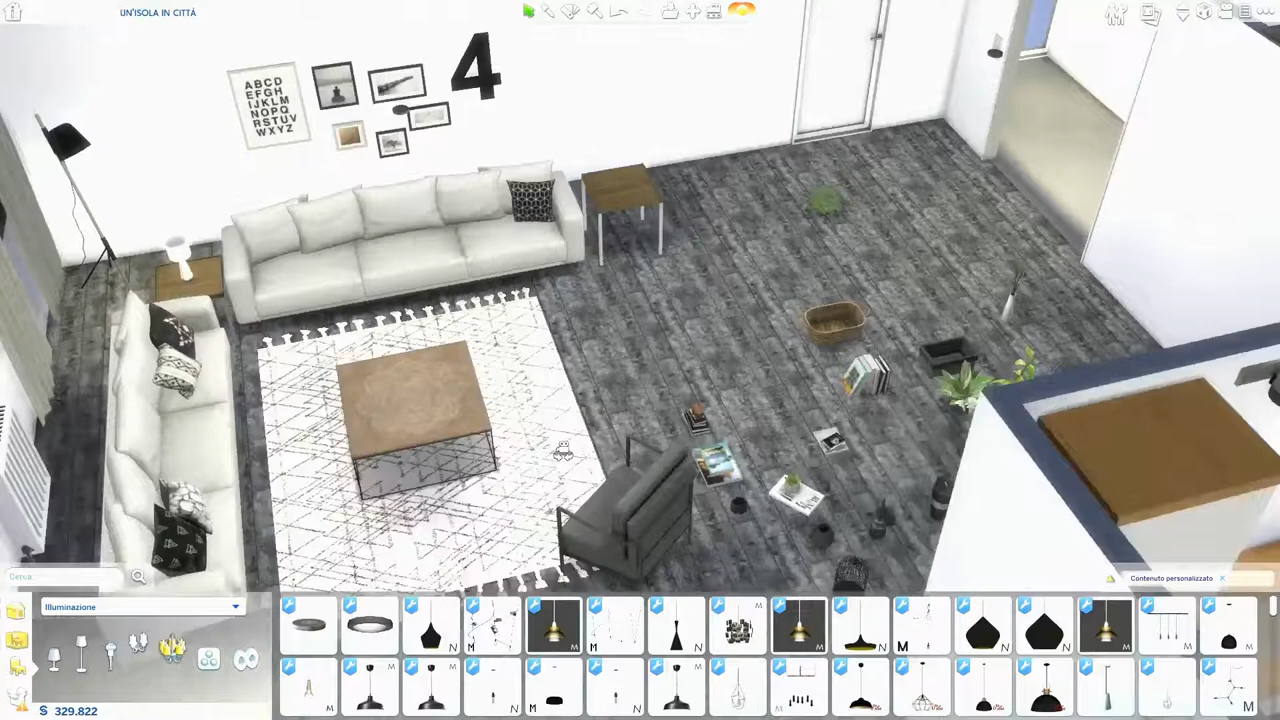 UN'ISOLA IN CITTÀ
4
ABCD
EFGH
IJKLM
NOPQ
RSTUV
WXYZ
Cerca
Contenuto personalizzato
Illuminazione
$ 329.822